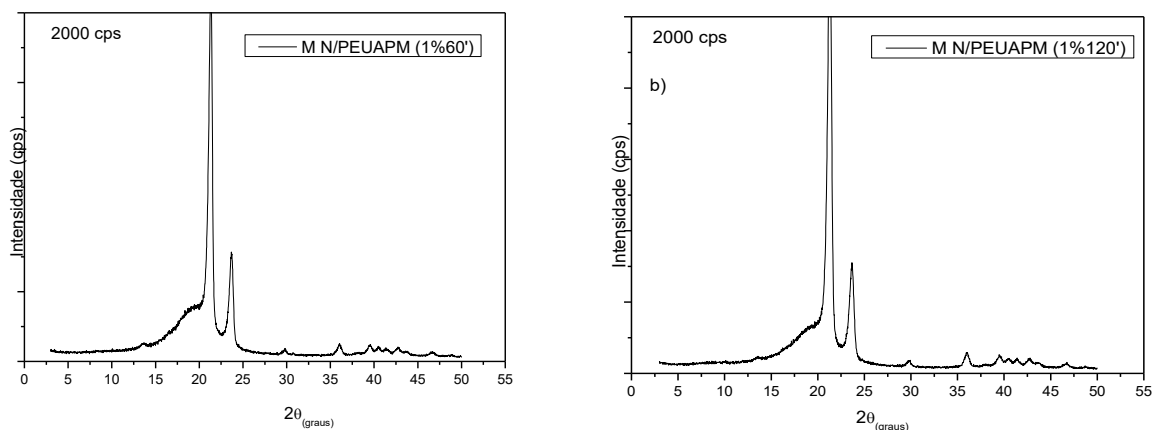 2000 cps
M N/PEUAPM (1%60')
Intensidade (cps)
0 5 10 15 20 25 30 35 40 45 50 55
2θ(graus)
2000 cps
M N/PEUAPM (1%120')
b)
Intensidade (cps)
0 5 10 15 20 25 30 35 40 45 50 55
2θ(graus)